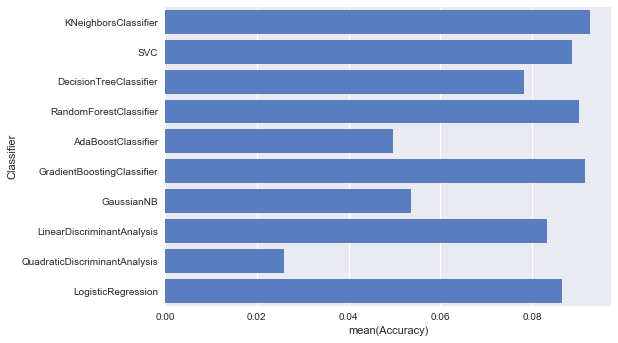 KNeighborsClassifier
SVC
DecisionTreeClassifier
RandomForestClassifier
AdaBoostClassifier
GradientBoostingClassifier
GaussianNB
LinearDiscriminantAnalysis
QuadraticDiscriminantAnalysis
LogisticRegression
Classifier
0.00 0.02 0.04 0.06 0.08
mean(Accuracy)